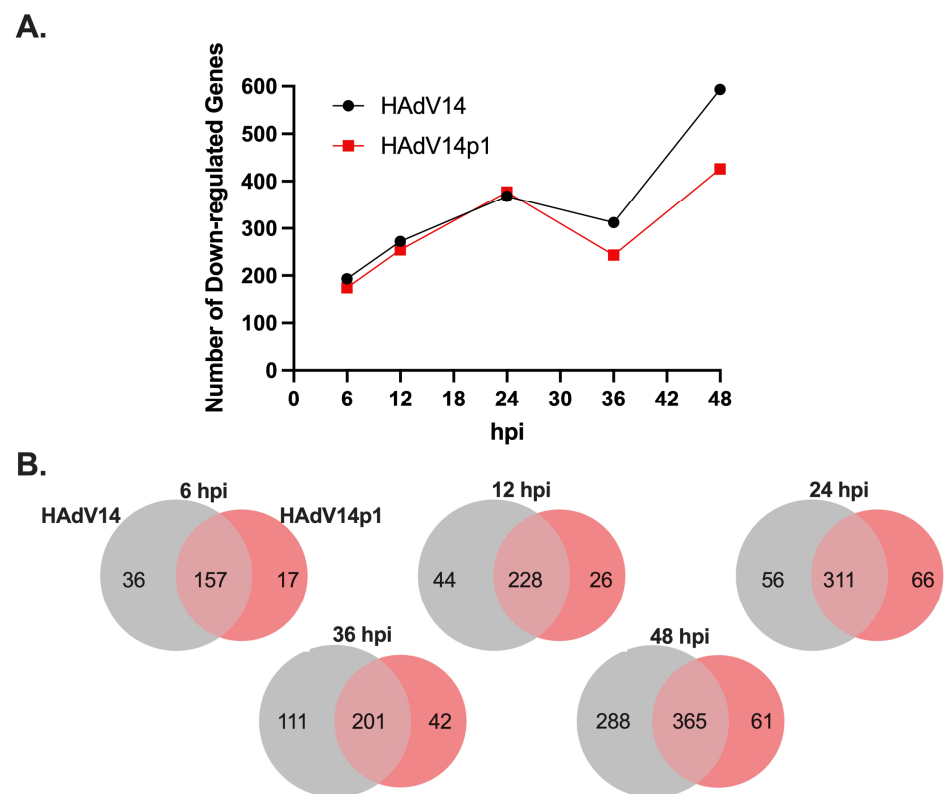 A.
Number of Down-regulated Genes
600
500
400
300
200
100
0
HAdV14
HAdV14p1
0 6 12 18 24 30 36 42 48
hpi
B.
6 hpi
HAdV14 HAdV14p1
36 157 17
12 hpi
44 228 26
24 hpi
56 311 66
36 hpi
111 201 42
48 hpi
288 365 61